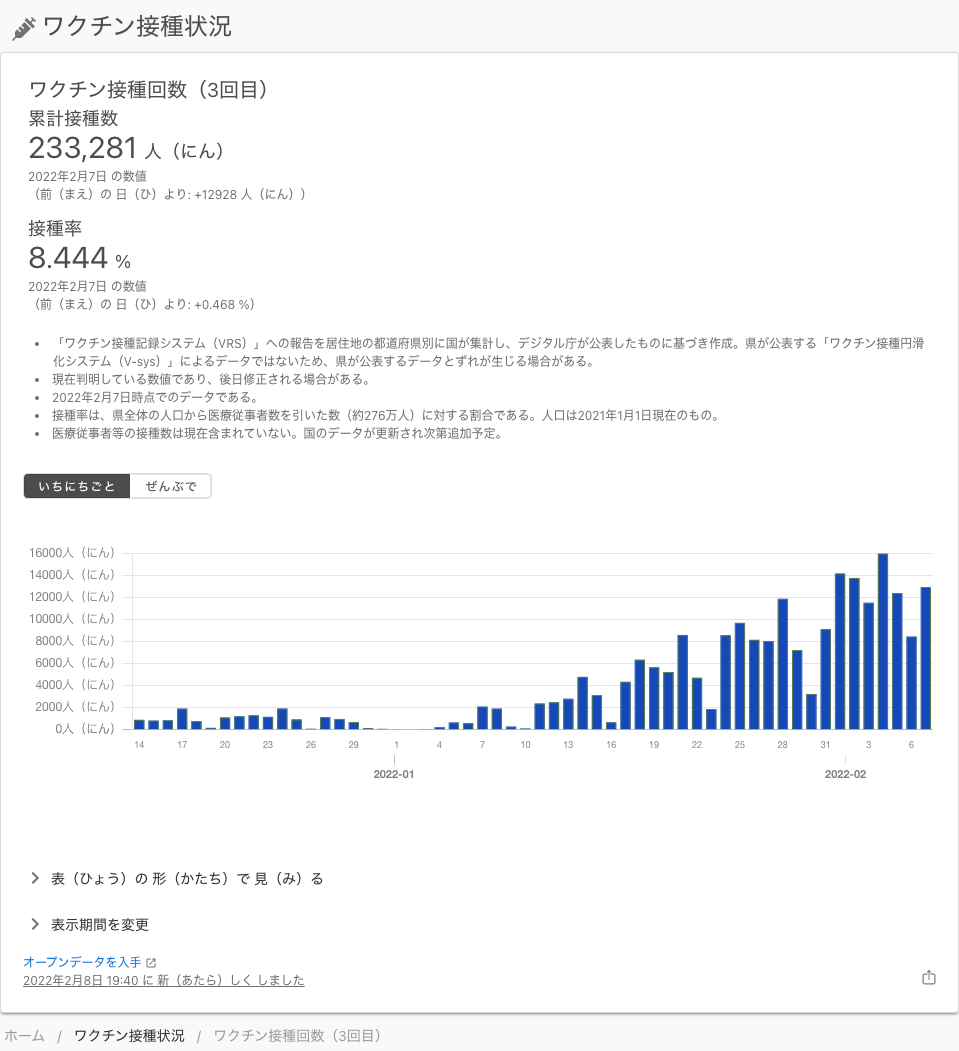 ワクチン接種状況
ワクチン接種回数（3回目）
累計接種数
233,281 人（にん）
2022年2月7日 の数値
（前（まえ）の 日（ひ）より: +12928 人（にん））
接種率
8.444 %
2022年2月7日 の数値
（前（まえ）の 日（ひ）より: +0.468 %）
「ワクチン接種記録システム（VRS）」への報告を居住地の都道府県別に国が集計し、デジタル庁が公表したものに基づき作成。県が公表する「ワクチン接種円滑
化システム（V-sys）」によるデータではないため、県が公表するデータとずれが生じる場合がある。
現在判明している数値であり、後日修正される場合がある。
2022年2月7日時点でのデータである。
接種率は、県全体の人口から医療従事者数を引いた数（約276万人）に対する割合である。人口は2021年1月1日現在のもの。
医療従事者等の接種数は現在含まれていない。国のデータが更新され次第追加予定。
いちにちごと ぜんぶで
16000人（にん）
14000人（にん）
12000人（にん）
10000人（にん）
8000人（にん）
6000人（にん）
4000人（にん）
2000人（にん）
0人（にん）
14 17 20 23 26 29 1 4 7 10 13 16 19 22 25 28 31 3 6
2022-01 2022-02
表（ひょう）の 形（かたち）で 見（み）る
表示期間を変更
オープンデータを入手
2022年2月8日 19:40 に 新（あたら）しく しました
ホーム / ワクチン接種状況 / ワクチン接種回数（3回目）